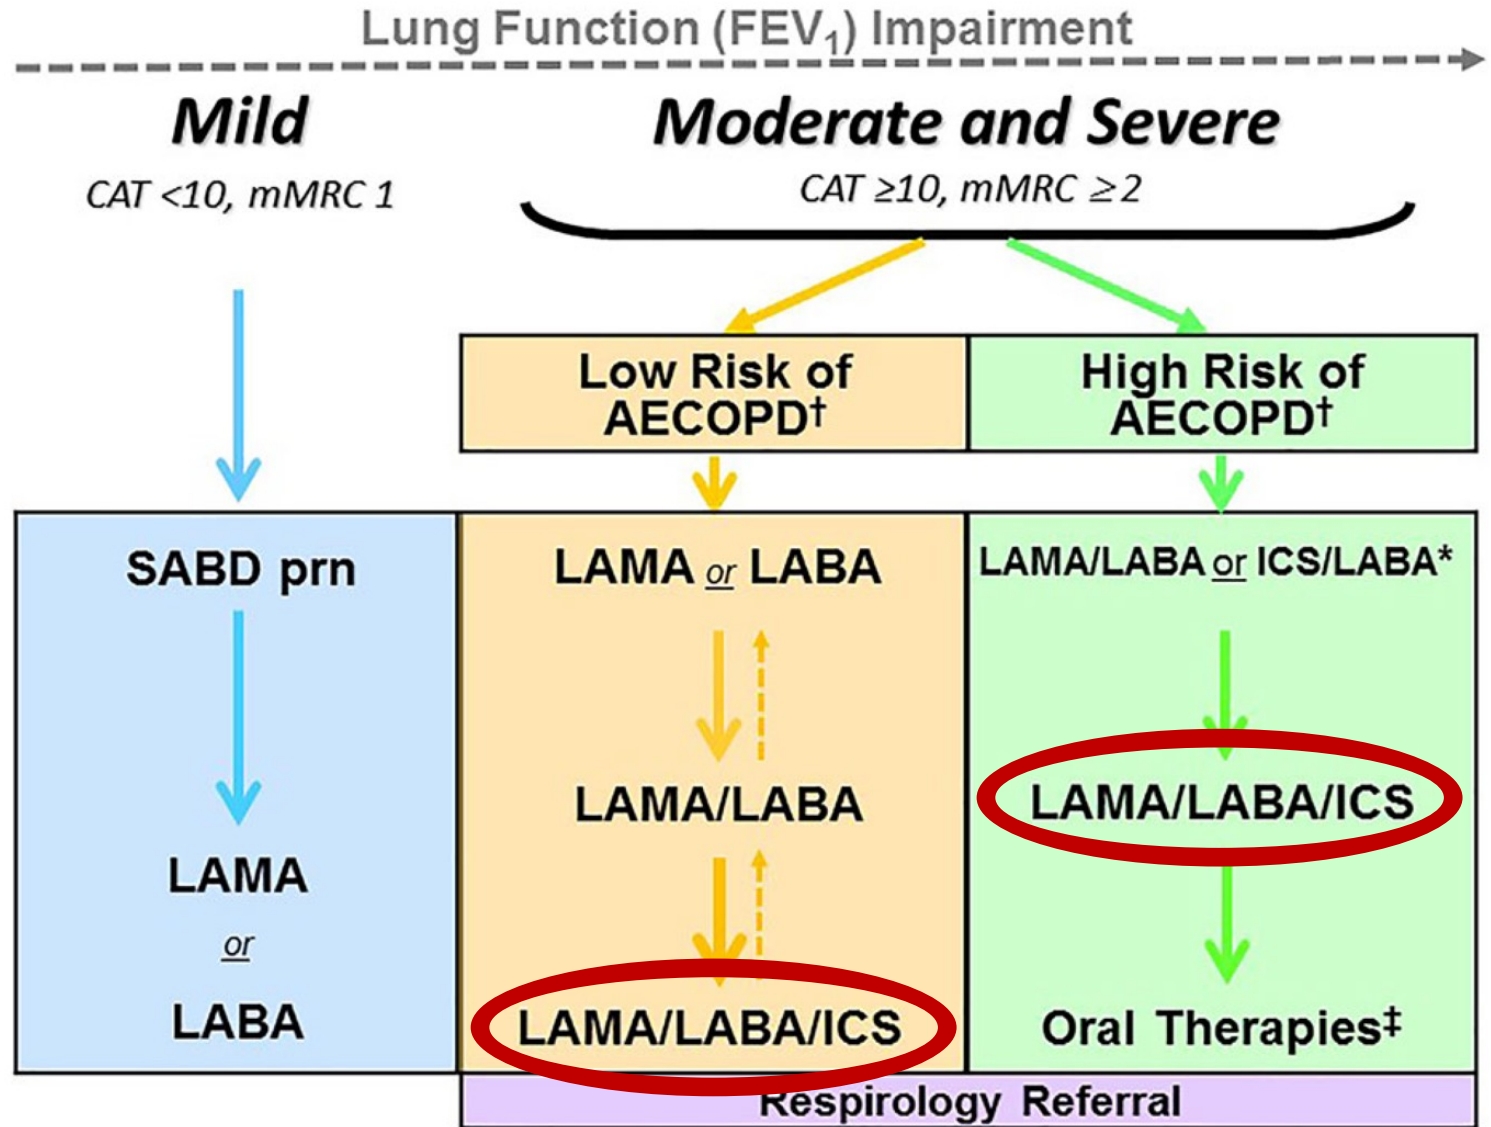 Lung Function (FEV₁) Impairment
Mild
CAT <10, mMRC 1
Moderate and Severe
CAT ≥10, mMRC ≥2
Low Risk of
AECOPD†
High Risk of
AECOPD†
SABD prn
LAMA
or
LABA
LAMA or LABA
LAMA/LABA
LAMA/LABA/ICS
LAMA/LABA or ICS/LABA*
LAMA/LABA/ICS
Oral Therapies‡
Respirology Referral